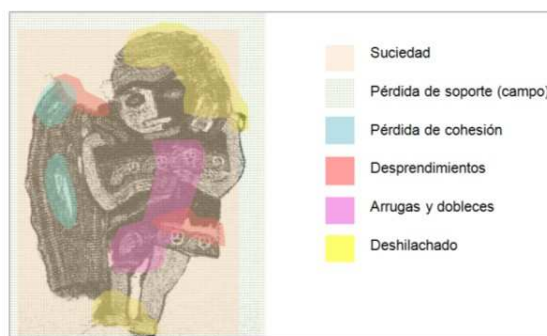 Suciedad
Pérdida de soporte (campo)
Pérdida de cohesión
Desprendimientos
Arrugas y dobleces
Deshilachado